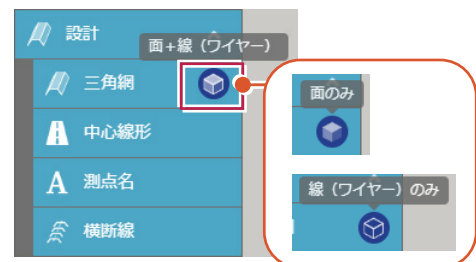 設計
面+線（ワイヤー）
三角網
中心線形
A 測点名
横断線
面のみ
線（ワイヤー）のみ